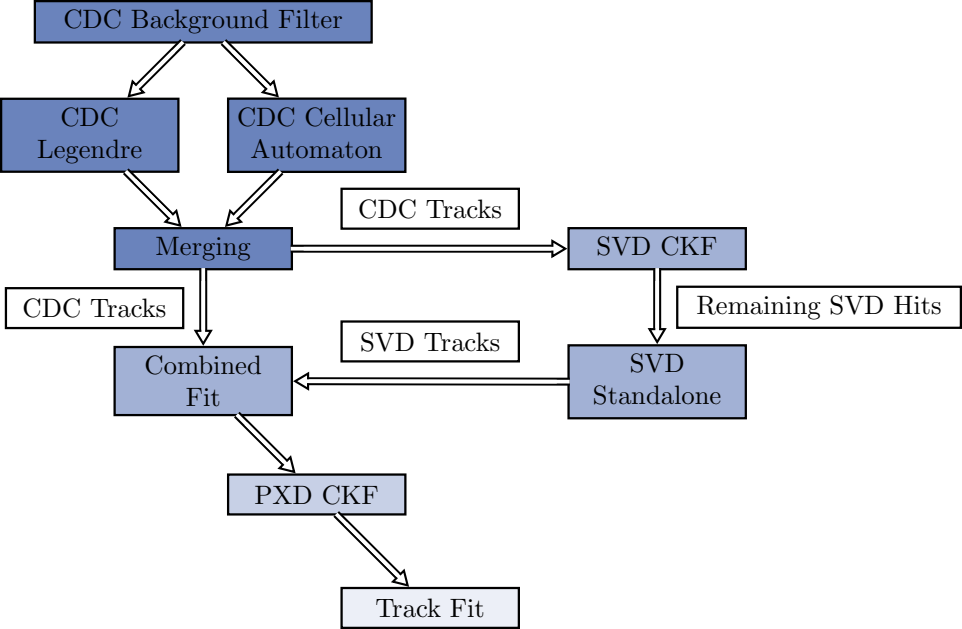 CDC Background Filter
CDC
Legendre
CDC Cellular
Automaton
CDC Tracks
Merging
SVD CKF
CDC Tracks
Remaining SVD Hits
SVD Tracks
Combined
Fit
SVD
Standalone
PXD CKF
Track Fit